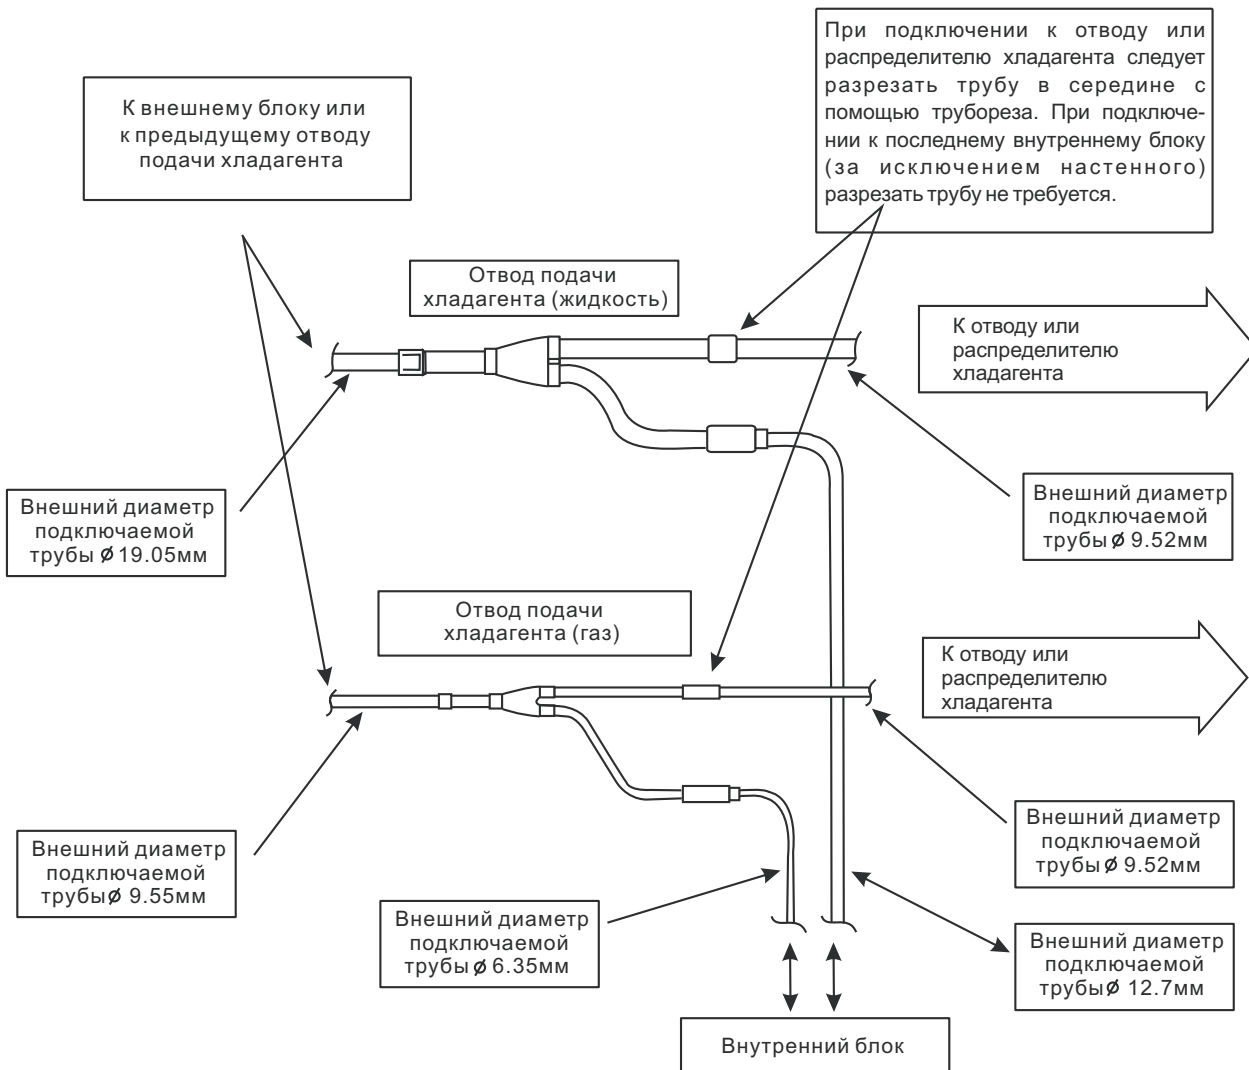 При подключении к отводу или
распределителю хладагента следует
разрезать трубу в середине с
помощью трубореза. При подключе-
нии к последнему внутреннему блоку
(за исключением настенного)
разрезать трубу не требуется.
К внешнему блоку или
к предыдущему отводу
подачи хладагента
Отвод подачи
хладагента (жидкость)
К отводу или
распределителю
хладагента
Внешний диаметр
подключаемой
трубы ø 19.05мм
Внешний диаметр
подключаемой
трубы ø 9.52мм
Отвод подачи
хладагента (газ)
К отводу или
распределителю
хладагента
Внешний диаметр
подключаемой
трубы ø 9.55мм
Внешний диаметр
подключаемой
трубы ø 9.52мм
Внешний диаметр
подключаемой
трубы ø 6.35мм
Внешний диаметр
подключаемой
трубы ø 12.7мм
Внутренний блок